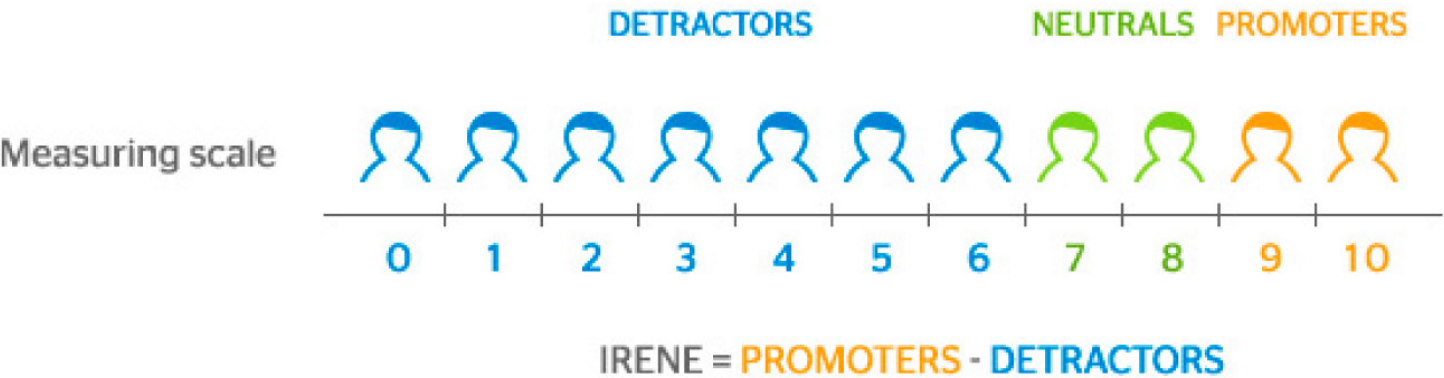 DETRACTORS NEUTRALS PROMOTERS
Measuring scale
0 1 2 3 4 5 6 7 8 9 10
IRENE = PROMOTERS - DETRACTORS